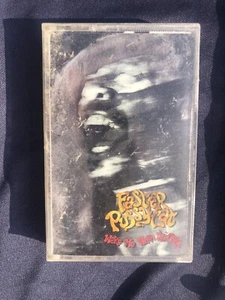 FASTER
PUSSYCAT
Wake Me When It's Over